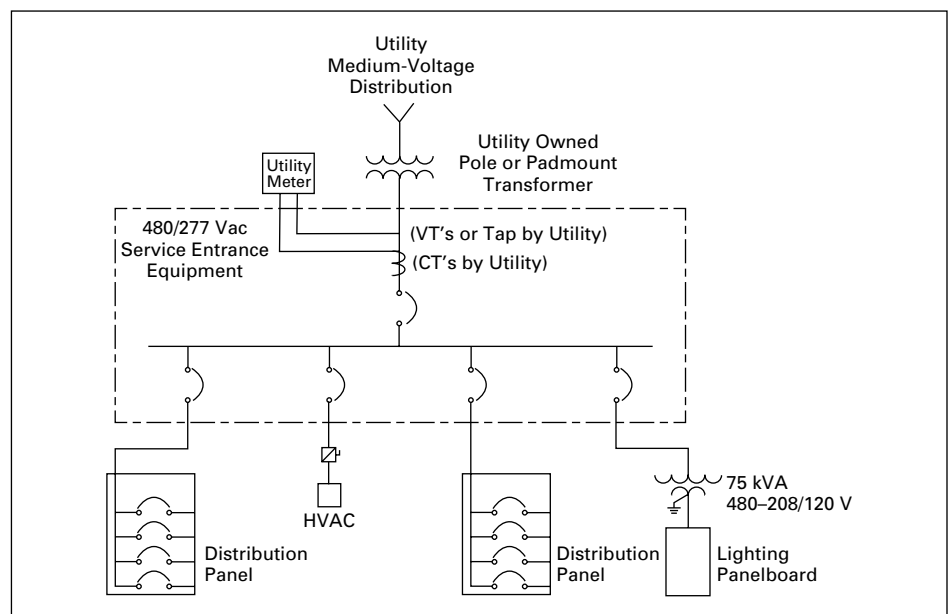 Utility
Medium-Voltage
Distribution
Utility Owned
Pole or Padmount
Transformer
Utility
Meter
480/277 Vac
Service Entrance
Equipment
(VT's or Tap by Utility)
(CT's by Utility)
HVAC
75 kVA
480–208/120 V
Distribution
Panel
Distribution
Panel
Lighting
Panelboard